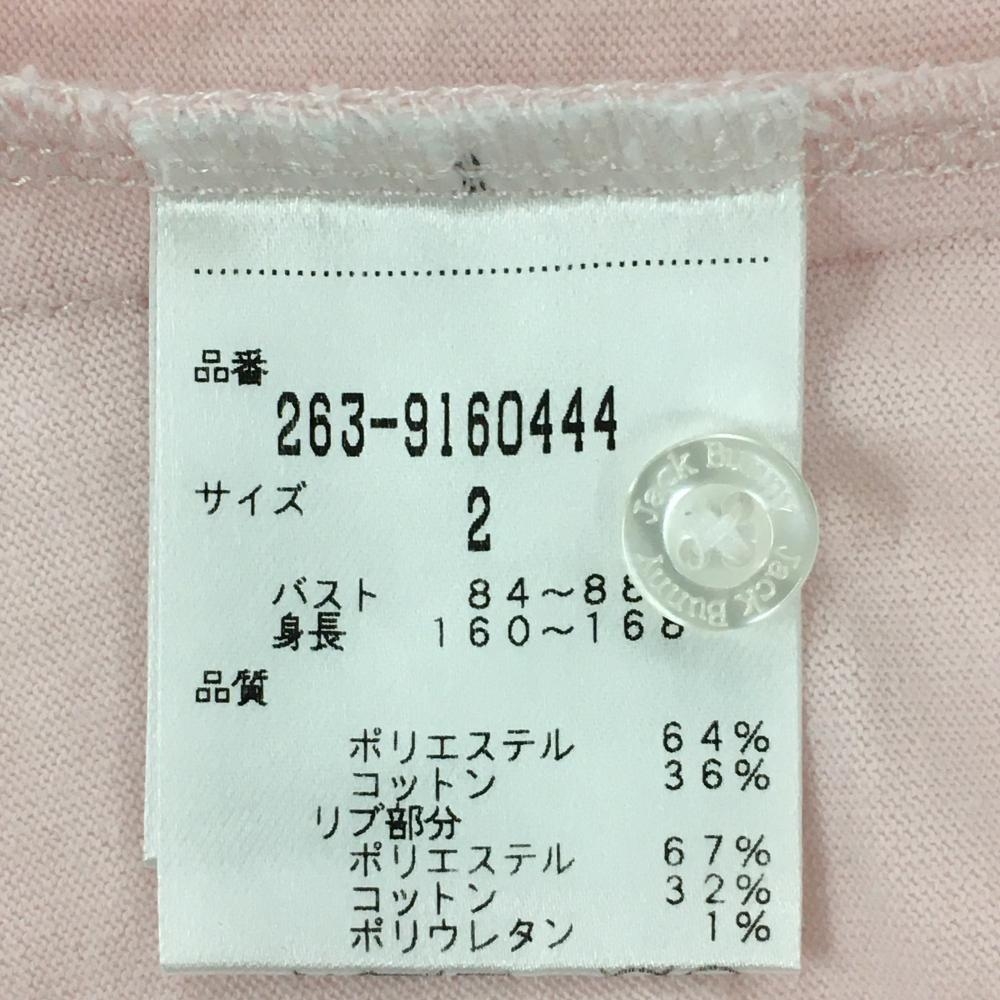 品番
263-9160444
サイズ 2
バスト 84~88
身長 160~168
品質
ポリエステル 64%
コットン 36%
リブ部分
ポリエステル 67%
コットン 32%
ポリウレタン 1%
Jack Bunny
Jack Bunny